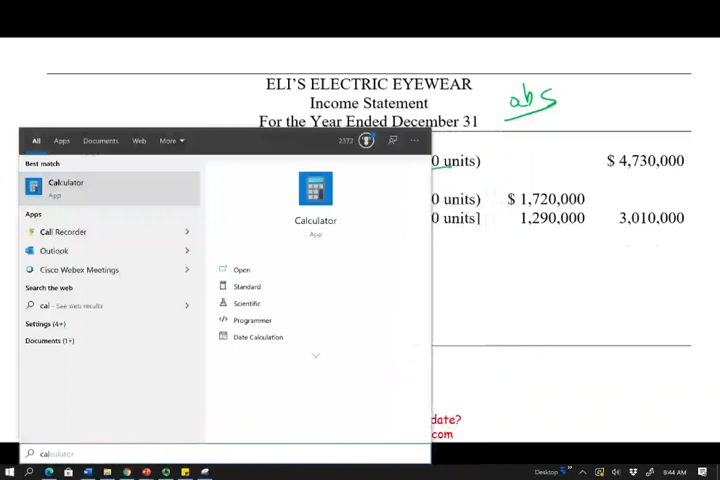 ELI'S ELECTRIC EYEWEAR
abs
Income Statement
For the Year Ended December 31
All Apps Documents Web More 2372 ...
Best match
Calculator
App
Apps
Call Recorder
Outlook
Cisco Webex Meetings
Search the web
cal - See web results
Settings (4+)
Documents (1+)
Calculator
App
Open
Standard
Scientific
Programmer
Date Calculation
0 units) $ 4,730,000
0 units) $ 1,720,000
0 units] 1,290,000 3,010,000
date?
com
calculator
Desktop 8:44 AM